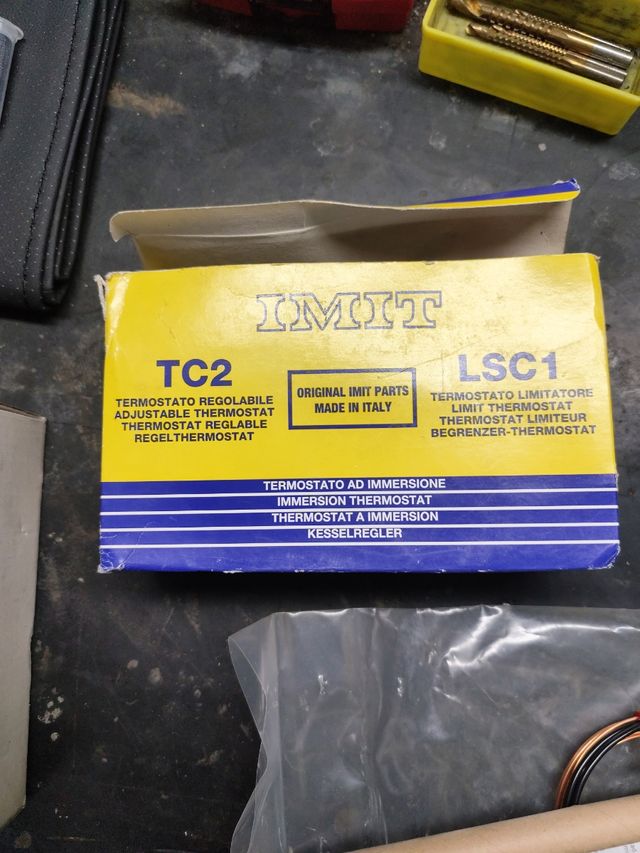 IMIT
TC2
TERMOSTATO REGOLABILE
ADJUSTABLE THERMOSTAT
THERMOSTAT REGLABLE
REGELTHERMOSTAT
ORIGINAL IMIT PARTS
MADE IN ITALY
LSC1
TERMOSTATO LIMITATORE
LIMIT THERMOSTAT
THERMOSTAT LIMITEUR
BEGRENZER-THERMOSTAT
TERMOSTATO AD IMMERSIONE
IMMERSION THERMOSTAT
THERMOSTAT A IMMERSION
KESSELREGLER